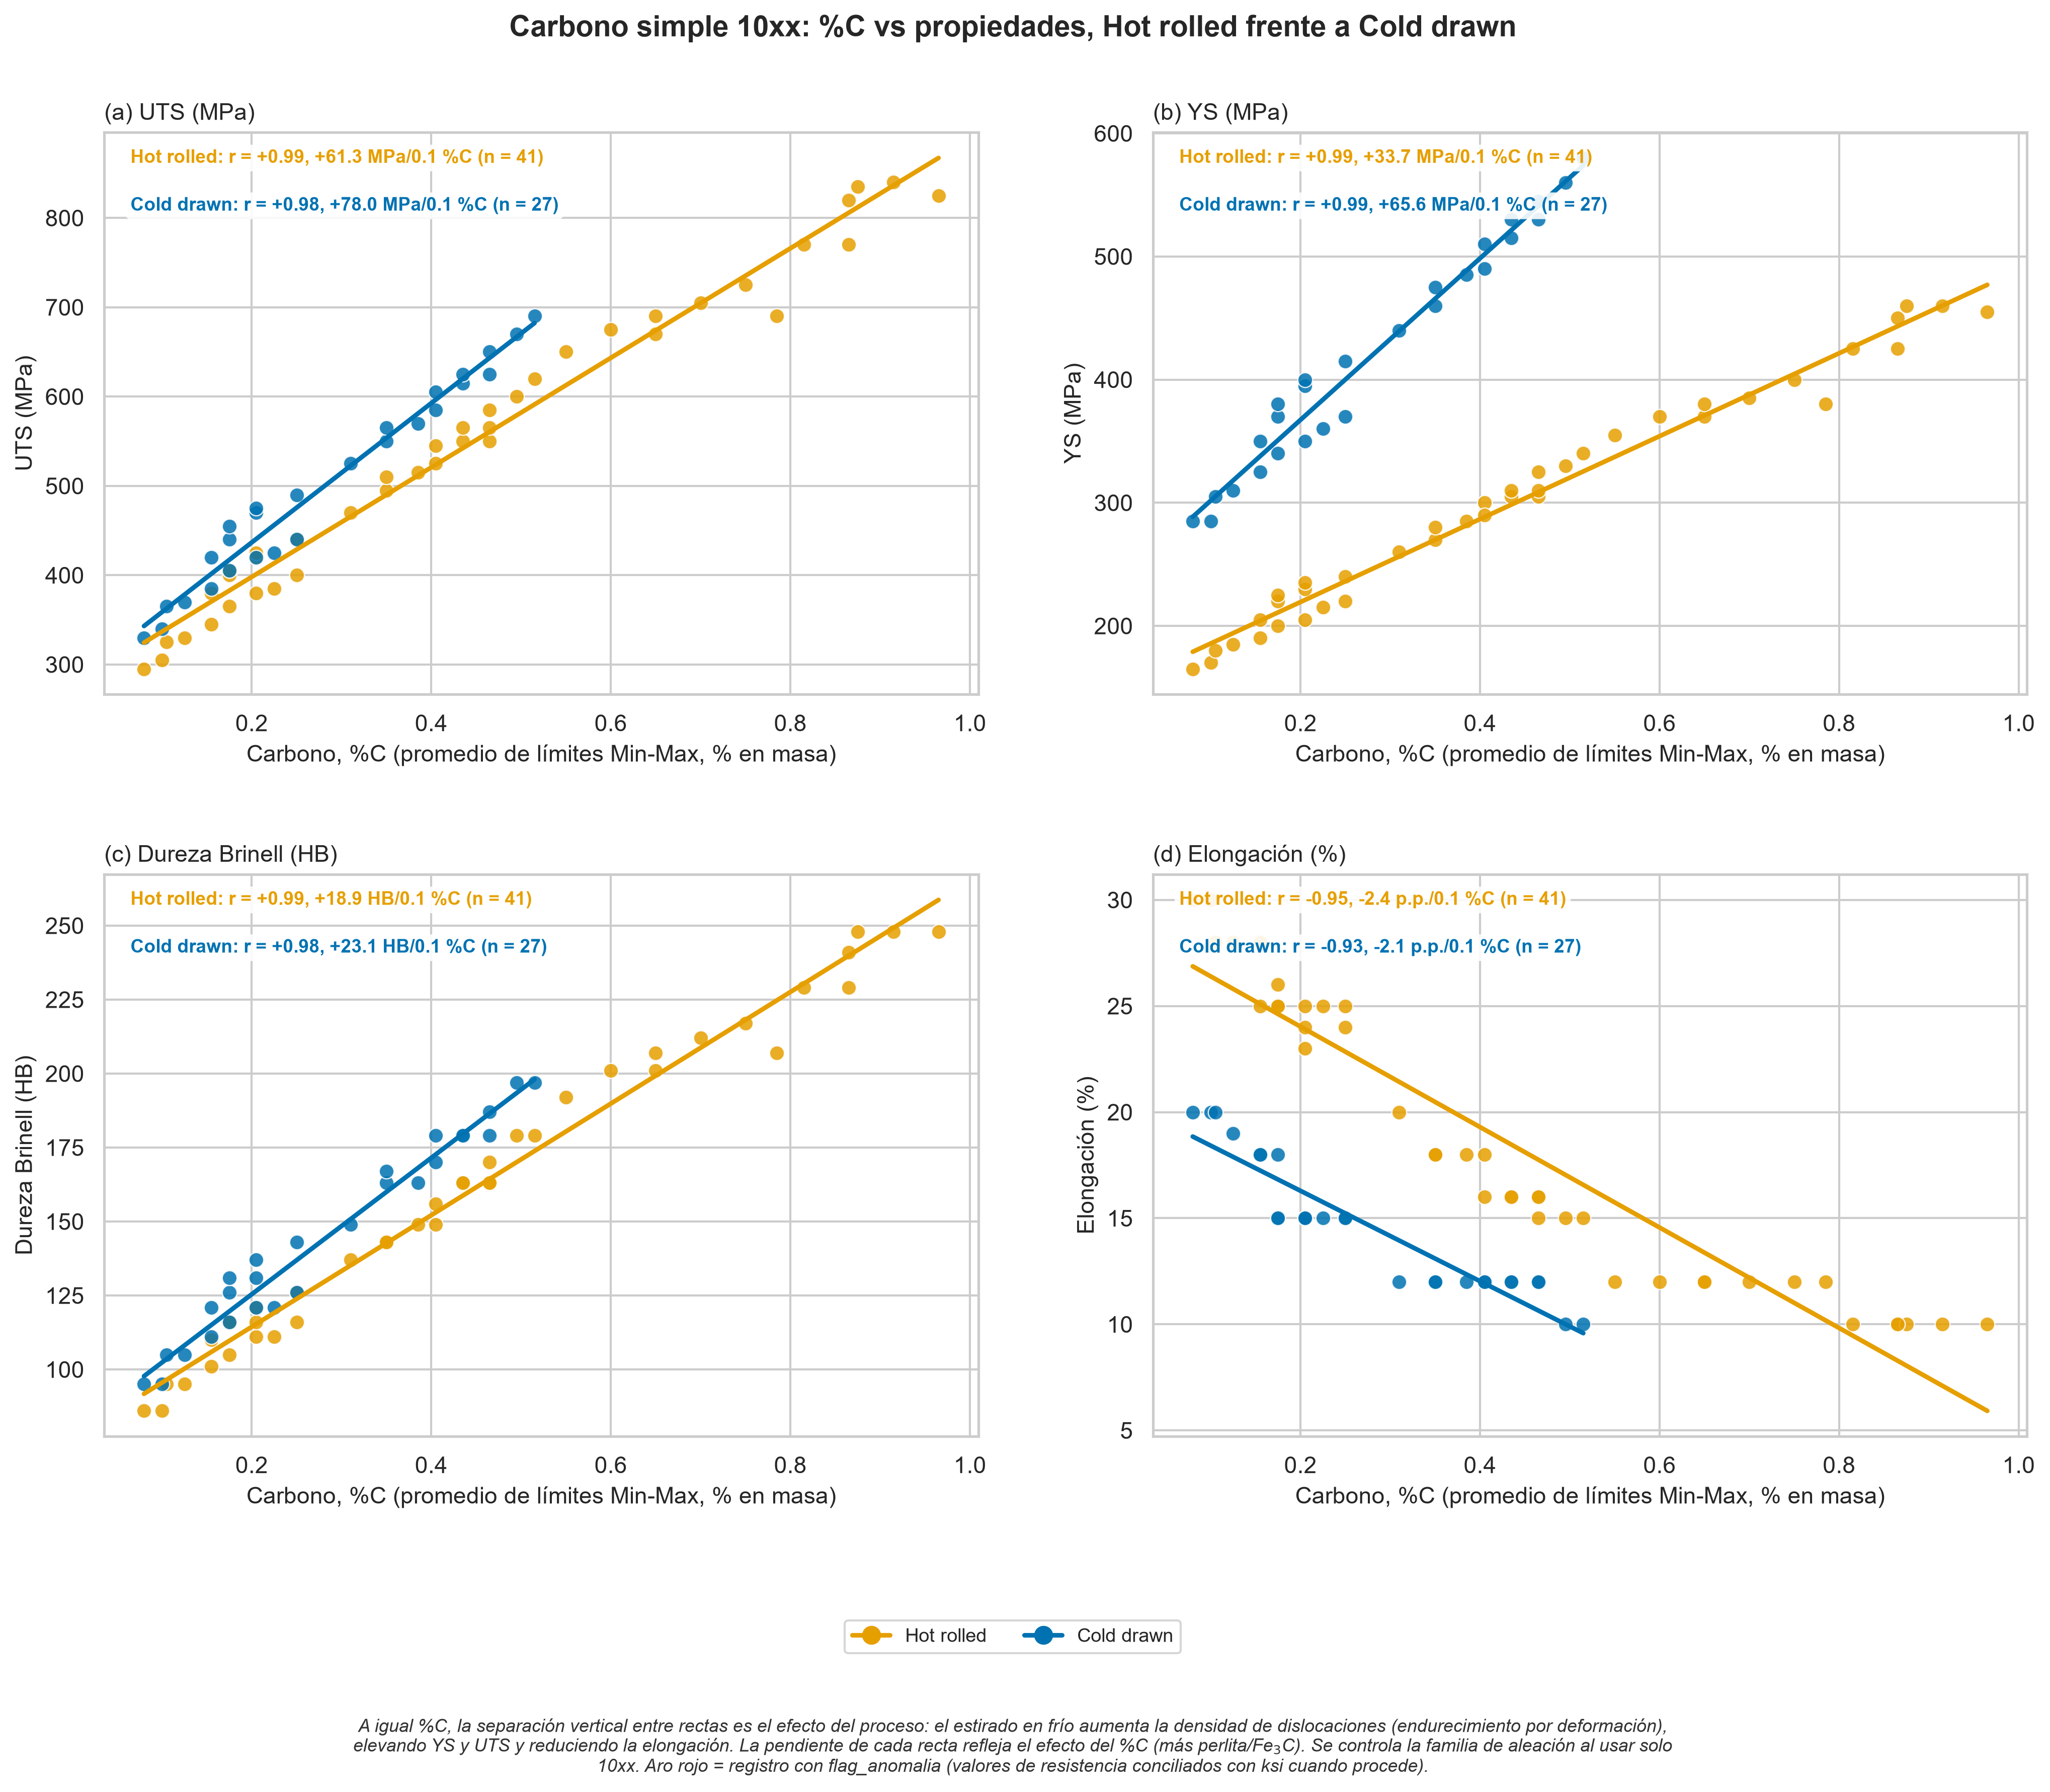 Carbono simple 10xx: %C vs propiedades, Hot rolled frente a Cold drawn
(a) UTS (MPa)
Hot rolled: r = +0.99, +61.3 MPa/0.1 %C (n = 41)
Cold drawn: r = +0.98, +78.0 MPa/0.1 %C (n = 27)
UTS (MPa)
800
700
600
500
400
300
0.2 0.4 0.6 0.8 1.0
Carbono, %C (promedio de límites Min-Max, % en masa)
(b) YS (MPa)
Hot rolled: r = +0.99, +33.7 MPa/0.1 %C (n = 41)
Cold drawn: r = +0.99, +65.6 MPa/0.1 %C (n = 27)
YS (MPa)
600
500
400
300
200
0.2 0.4 0.6 0.8 1.0
Carbono, %C (promedio de límites Min-Max, % en masa)
(c) Dureza Brinell (HB)
Hot rolled: r = +0.99, +18.9 HB/0.1 %C (n = 41)
Cold drawn: r = +0.98, +23.1 HB/0.1 %C (n = 27)
Dureza Brinell (HB)
250
225
200
175
150
125
100
0.2 0.4 0.6 0.8 1.0
Carbono, %C (promedio de límites Min-Max, % en masa)
(d) Elongación (%)
Hot rolled: r = -0.95, -2.4 p.p./0.1 %C (n = 41)
Cold drawn: r = -0.93, -2.1 p.p./0.1 %C (n = 27)
Elongación (%)
30
25
20
15
10
5
0.2 0.4 0.6 0.8 1.0
Carbono, %C (promedio de límites Min-Max, % en masa)
Hot rolled Cold drawn
A igual %C, la separación vertical entre rectas es el efecto del proceso: el estirado en frío aumenta la densidad de dislocaciones (endurecimiento por deformación),
elevando YS y UTS y reduciendo la elongación. La pendiente de cada recta refleja el efecto del %C (más perlita/Fe₃C). Se controla la familia de aleación al usar solo
10xx. Aro rojo = registro con flag_anomalia (valores de resistencia conciliados con ksi cuando procede).